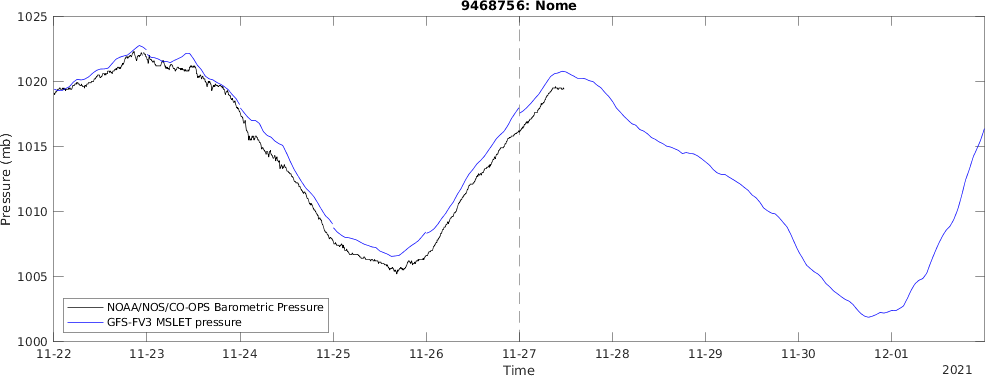 9468756: Nome
1025
1020
1015
1010
1005
1000
Pressure (mb)
NOAA/NOS/CO-OPS Barometric Pressure
GFS-FV3 MSLET pressure
11-22 11-23 11-24 11-25 11-26 11-27 11-28 11-29 11-30 12-01
Time
2021